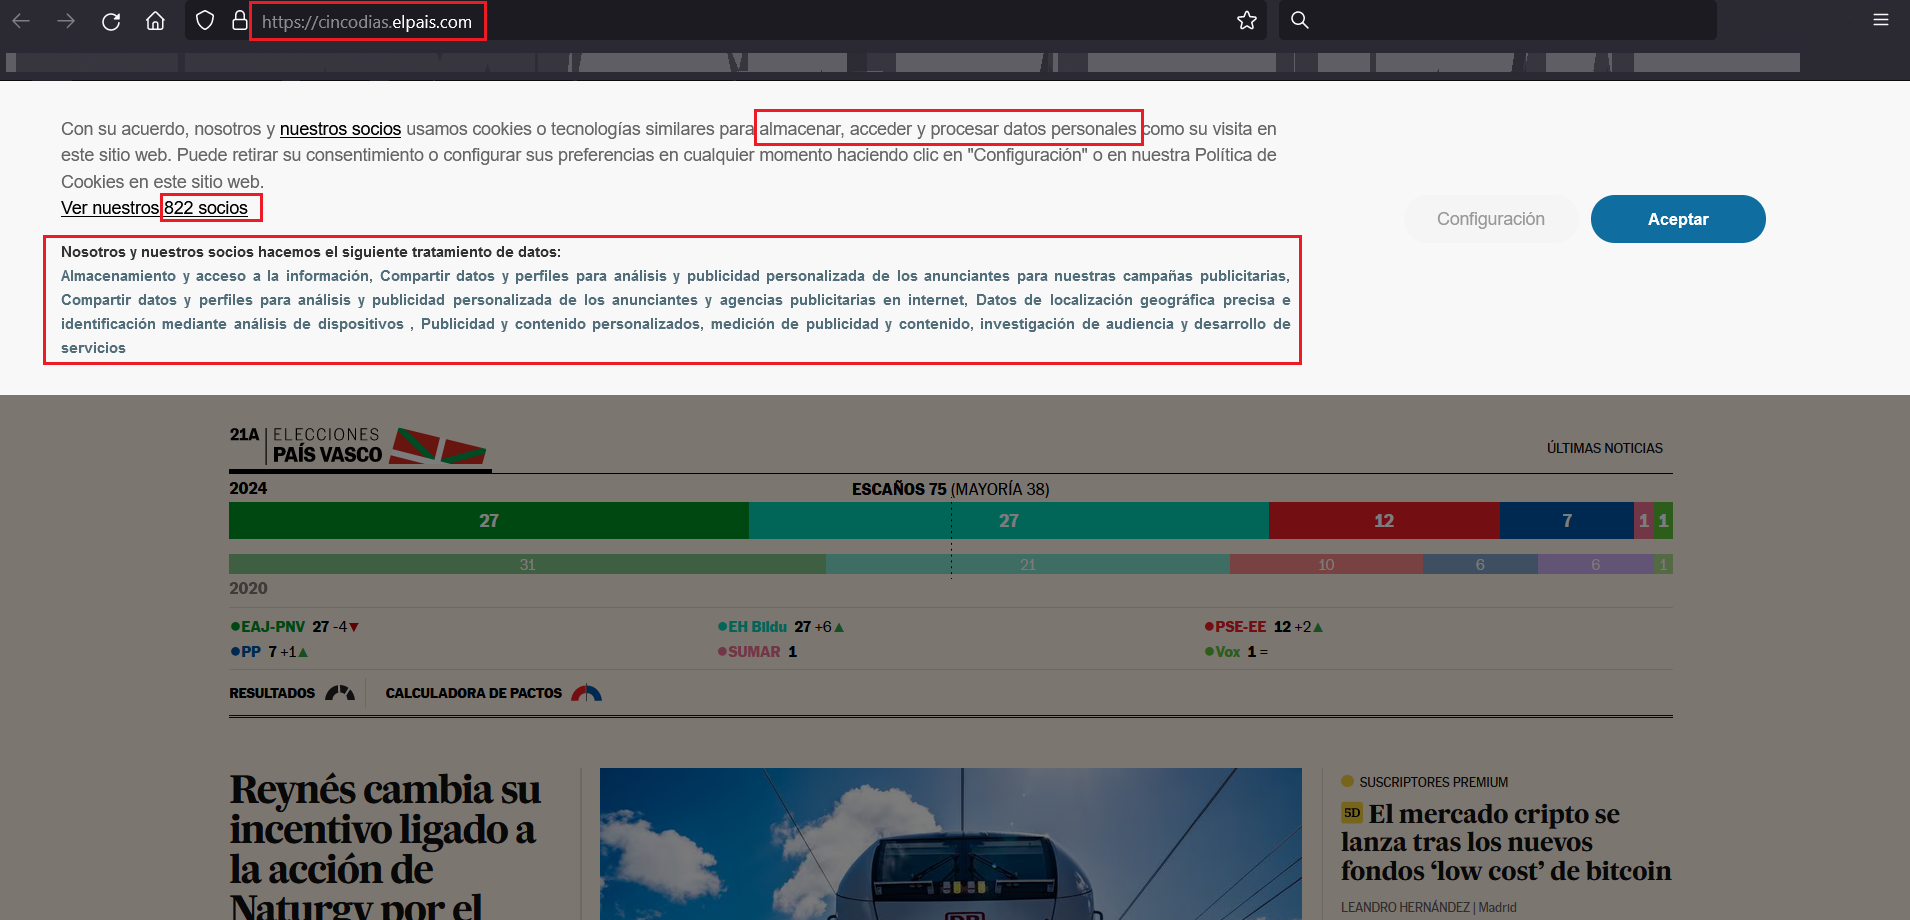 https://cincodias.elpais.com
Con su acuerdo, nosotros y nuestros socios usamos cookies o tecnologías similares para almacenar, acceder y procesar datos personales como su visita en
este sitio web. Puede retirar su consentimiento o configurar sus preferencias en cualquier momento haciendo clic en "Configuración" o en nuestra Política de
Cookies en este sitio web.
Ver nuestros 822 socios
Configuración
Aceptar
Nosotros y nuestros socios hacemos el siguiente tratamiento de datos:
Almacenamiento y acceso a la información, Compartir datos y perfiles para análisis y publicidad personalizada de los anunciantes para nuestras campañas publicitarias,
Compartir datos y perfiles para análisis y publicidad personalizada de los anunciantes y agencias publicitarias en internet, Datos de localización geográfica precisa e
identificación mediante análisis de dispositivos , Publicidad y contenido personalizados, medición de publicidad y contenido, investigación de audiencia y desarrollo de
servicios
21A ELECCIONES
PAÍS VASCO
ÚLTIMAS NOTICIAS
2024
ESCAÑOS 75 (MAYORÍA 38)
27 27 12 7 1 1
31 21 10 6 6 1
2020
EAJ-PNV 27 -4
EH Bildu 27 +6
PSE-EE 12 +2
PP 7 +1
SUMAR 1
Vox 1 =
RESULTADOS
CALCULADORA DE PACTOS
Reynés cambia su
incentivo ligado a
la acción de
Naturgy por el
DB
SUSCRIPTORES PREMIUM
5D El mercado cripto se
lanza tras los nuevos
fondos ‘low cost’ de bitcoin
LEANDRO HERNÁNDEZ | Madrid